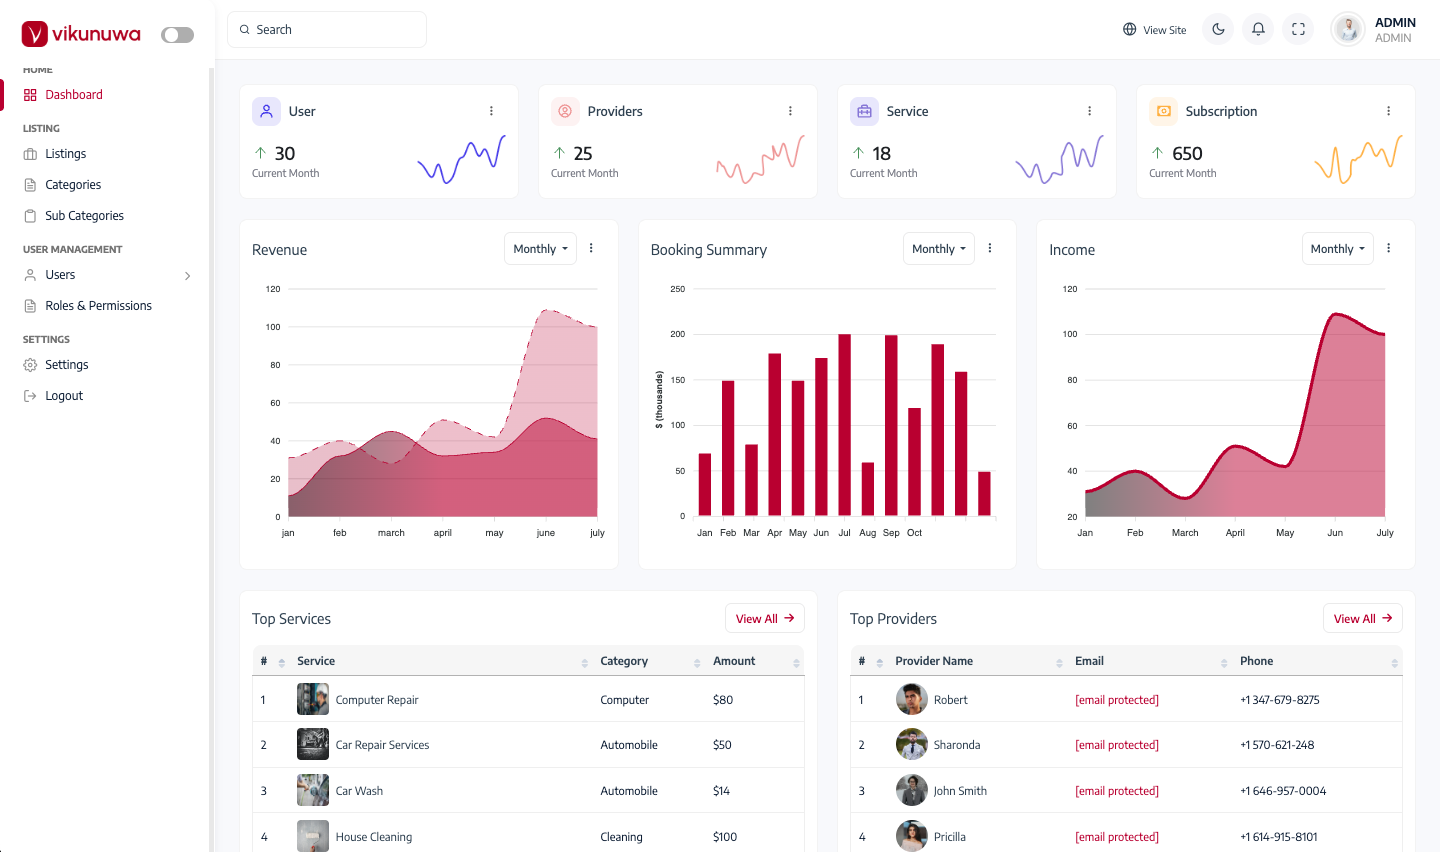 vikunuwa
Search
View Site
ADMIN
ADMIN
HOME
Dashboard
LISTING
Listings
Categories
Sub Categories
USER MANAGEMENT
Users
Roles & Permissions
SETTINGS
Settings
Logout
User
30
Current Month
Providers
25
Current Month
Service
18
Current Month
Subscription
650
Current Month
Revenue
Monthly
120
100
80
60
40
20
0
jan feb march april may june july
Booking Summary
Monthly
$ (thousands)
250
200
150
100
50
0
Jan Feb Mar Apr May Jun Jul Aug Sep Oct
Income
Monthly
120
100
80
60
40
20
Jan Feb March April May Jun July
Top Services
View All
# Service Category Amount
1 Computer Repair Computer $80
2 Car Repair Services Automobile $50
3 Car Wash Automobile $14
4 House Cleaning Cleaning $100
Top Providers
View All
# Provider Name Email Phone
1 Robert [email protected] +1 347-679-8275
2 Sharonda [email protected] +1 570-621-248
3 John Smith [email protected] +1 646-957-0004
4 Pricilla [email protected] +1 614-915-8101